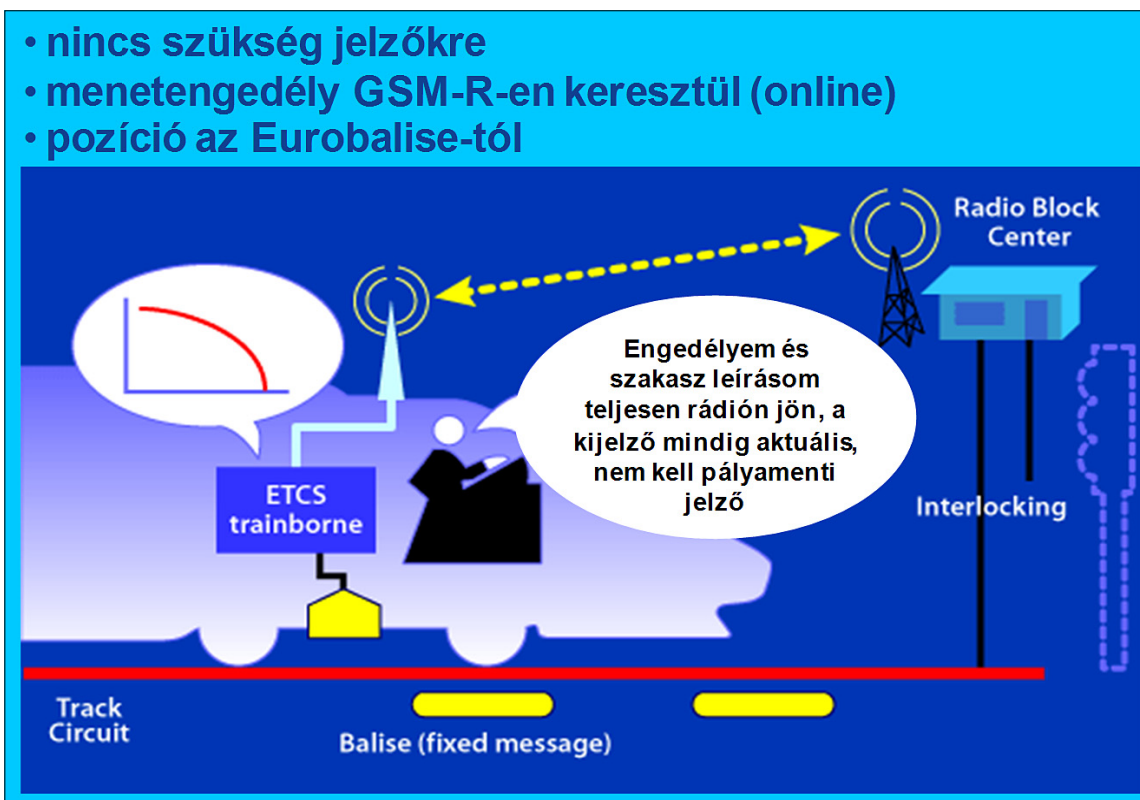 • nincs szükség jelzőkre
• menetengedély GSM-R-en keresztül (online)
• pozíció az Eurobalise-tól
Radio Block
Center
Engedélyem és
szakasz leírásom
teljesen rádión jön, a
kijelző mindig aktuális,
nem kell pályamenti
jelző
ETCS
trainborne
Interlocking
Track
Circuit
Balise (fixed message)